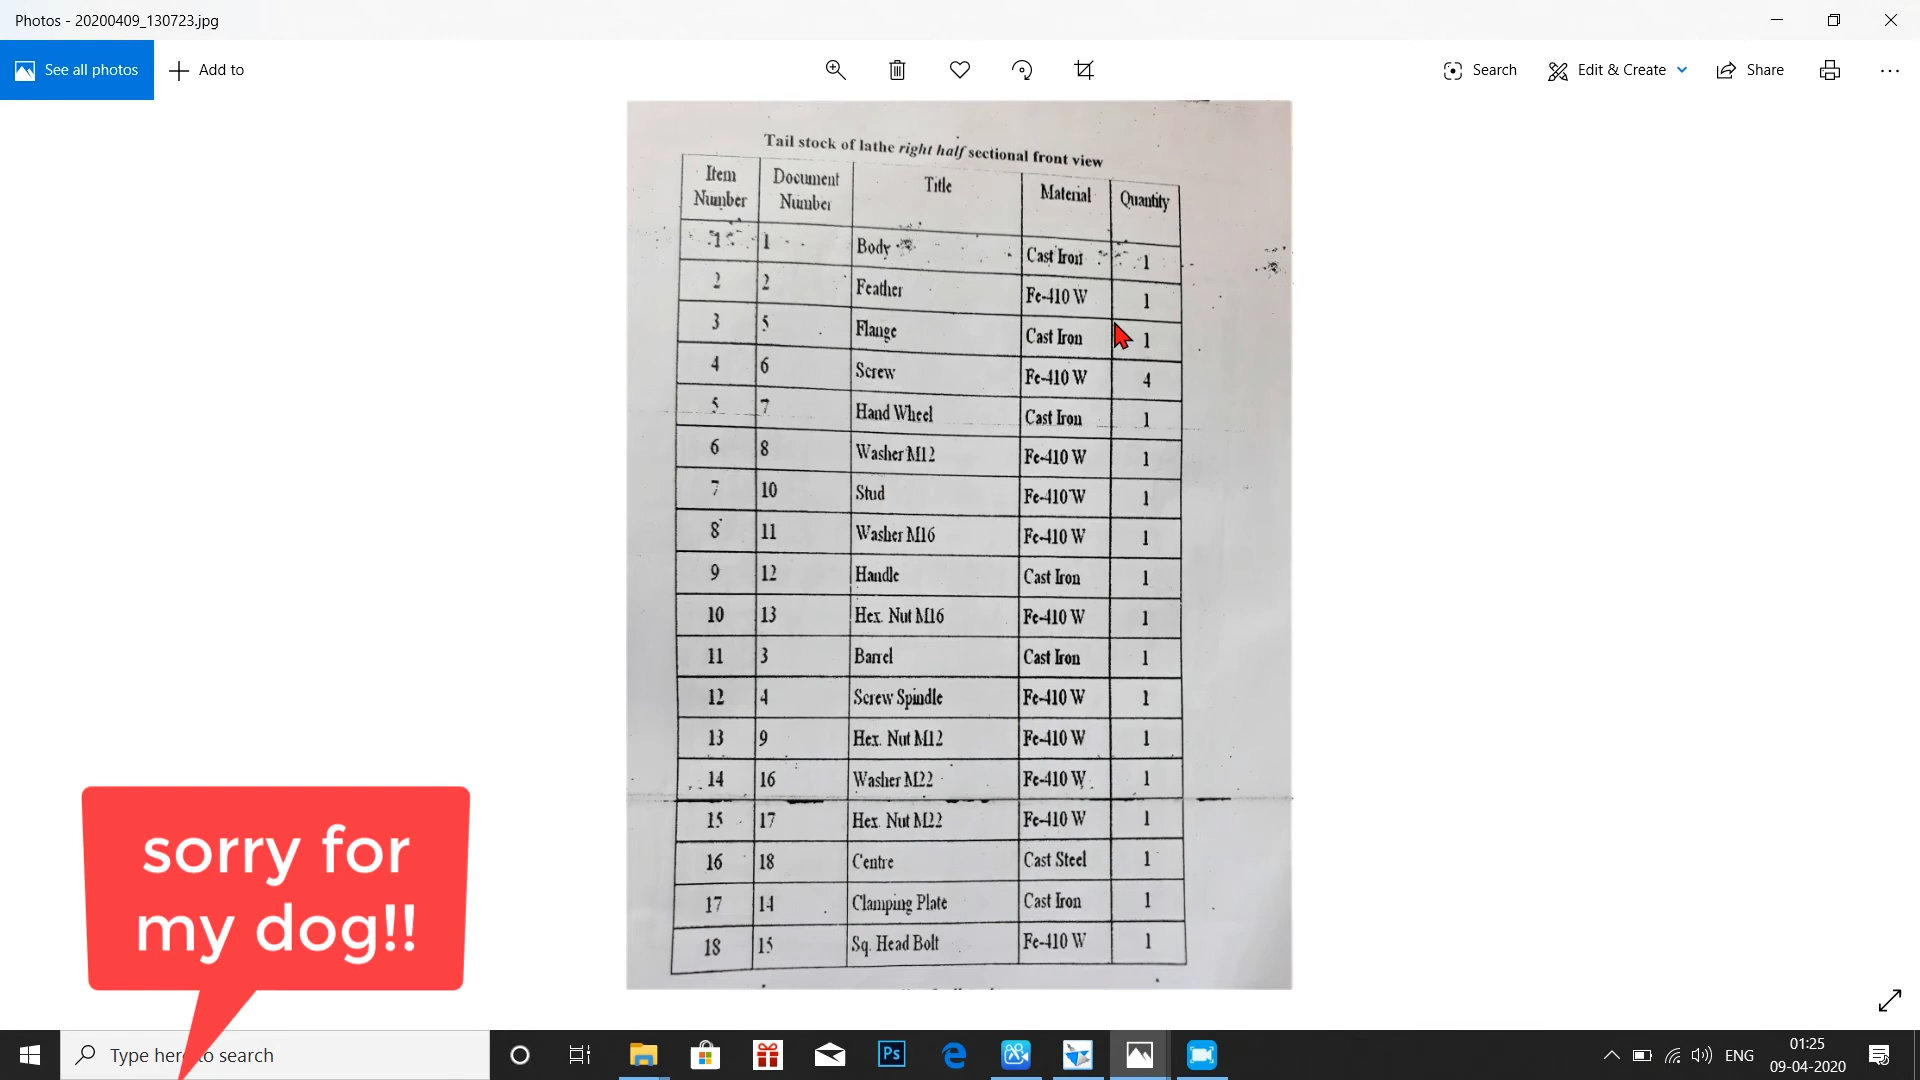 Photos - 20200409_130723.jpg
See all photos
Add to
Search
Edit & Create
Share
Tail stock of lathe right half sectional front view
Item Number Document Number Title Material Quantity
1 1 Body Cast Iron 1
2 2 Feather Fe-410 W 1
3 5 Flange Cast Iron 1
4 6 Screw Fe-410 W 4
5 7 Hand Wheel Cast Iron 1
6 8 Washer M12 Fe-410 W 1
7 10 Stud Fe-410 W 1
8 11 Washer M16 Fe-410 W 1
9 12 Handle Cast Iron 1
10 13 Hex. Nut M16 Fe-410 W 1
11 3 Barrel Cast Iron 1
12 4 Screw Spindle Fe-410 W 1
13 9 Hex. Nut M12 Fe-410 W 1
14 16 Washer M22 Fe-410 W 1
15 17 Hex. Nut M22 Fe-410 W 1
16 18 Centre Cast Steel 1
17 14 Clamping Plate Cast Iron 1
18 15 Sq. Head Bolt Fe-410 W 1
sorry for
my dog!!
Type here to search
Ps
ENG
01:25
09-04-2020